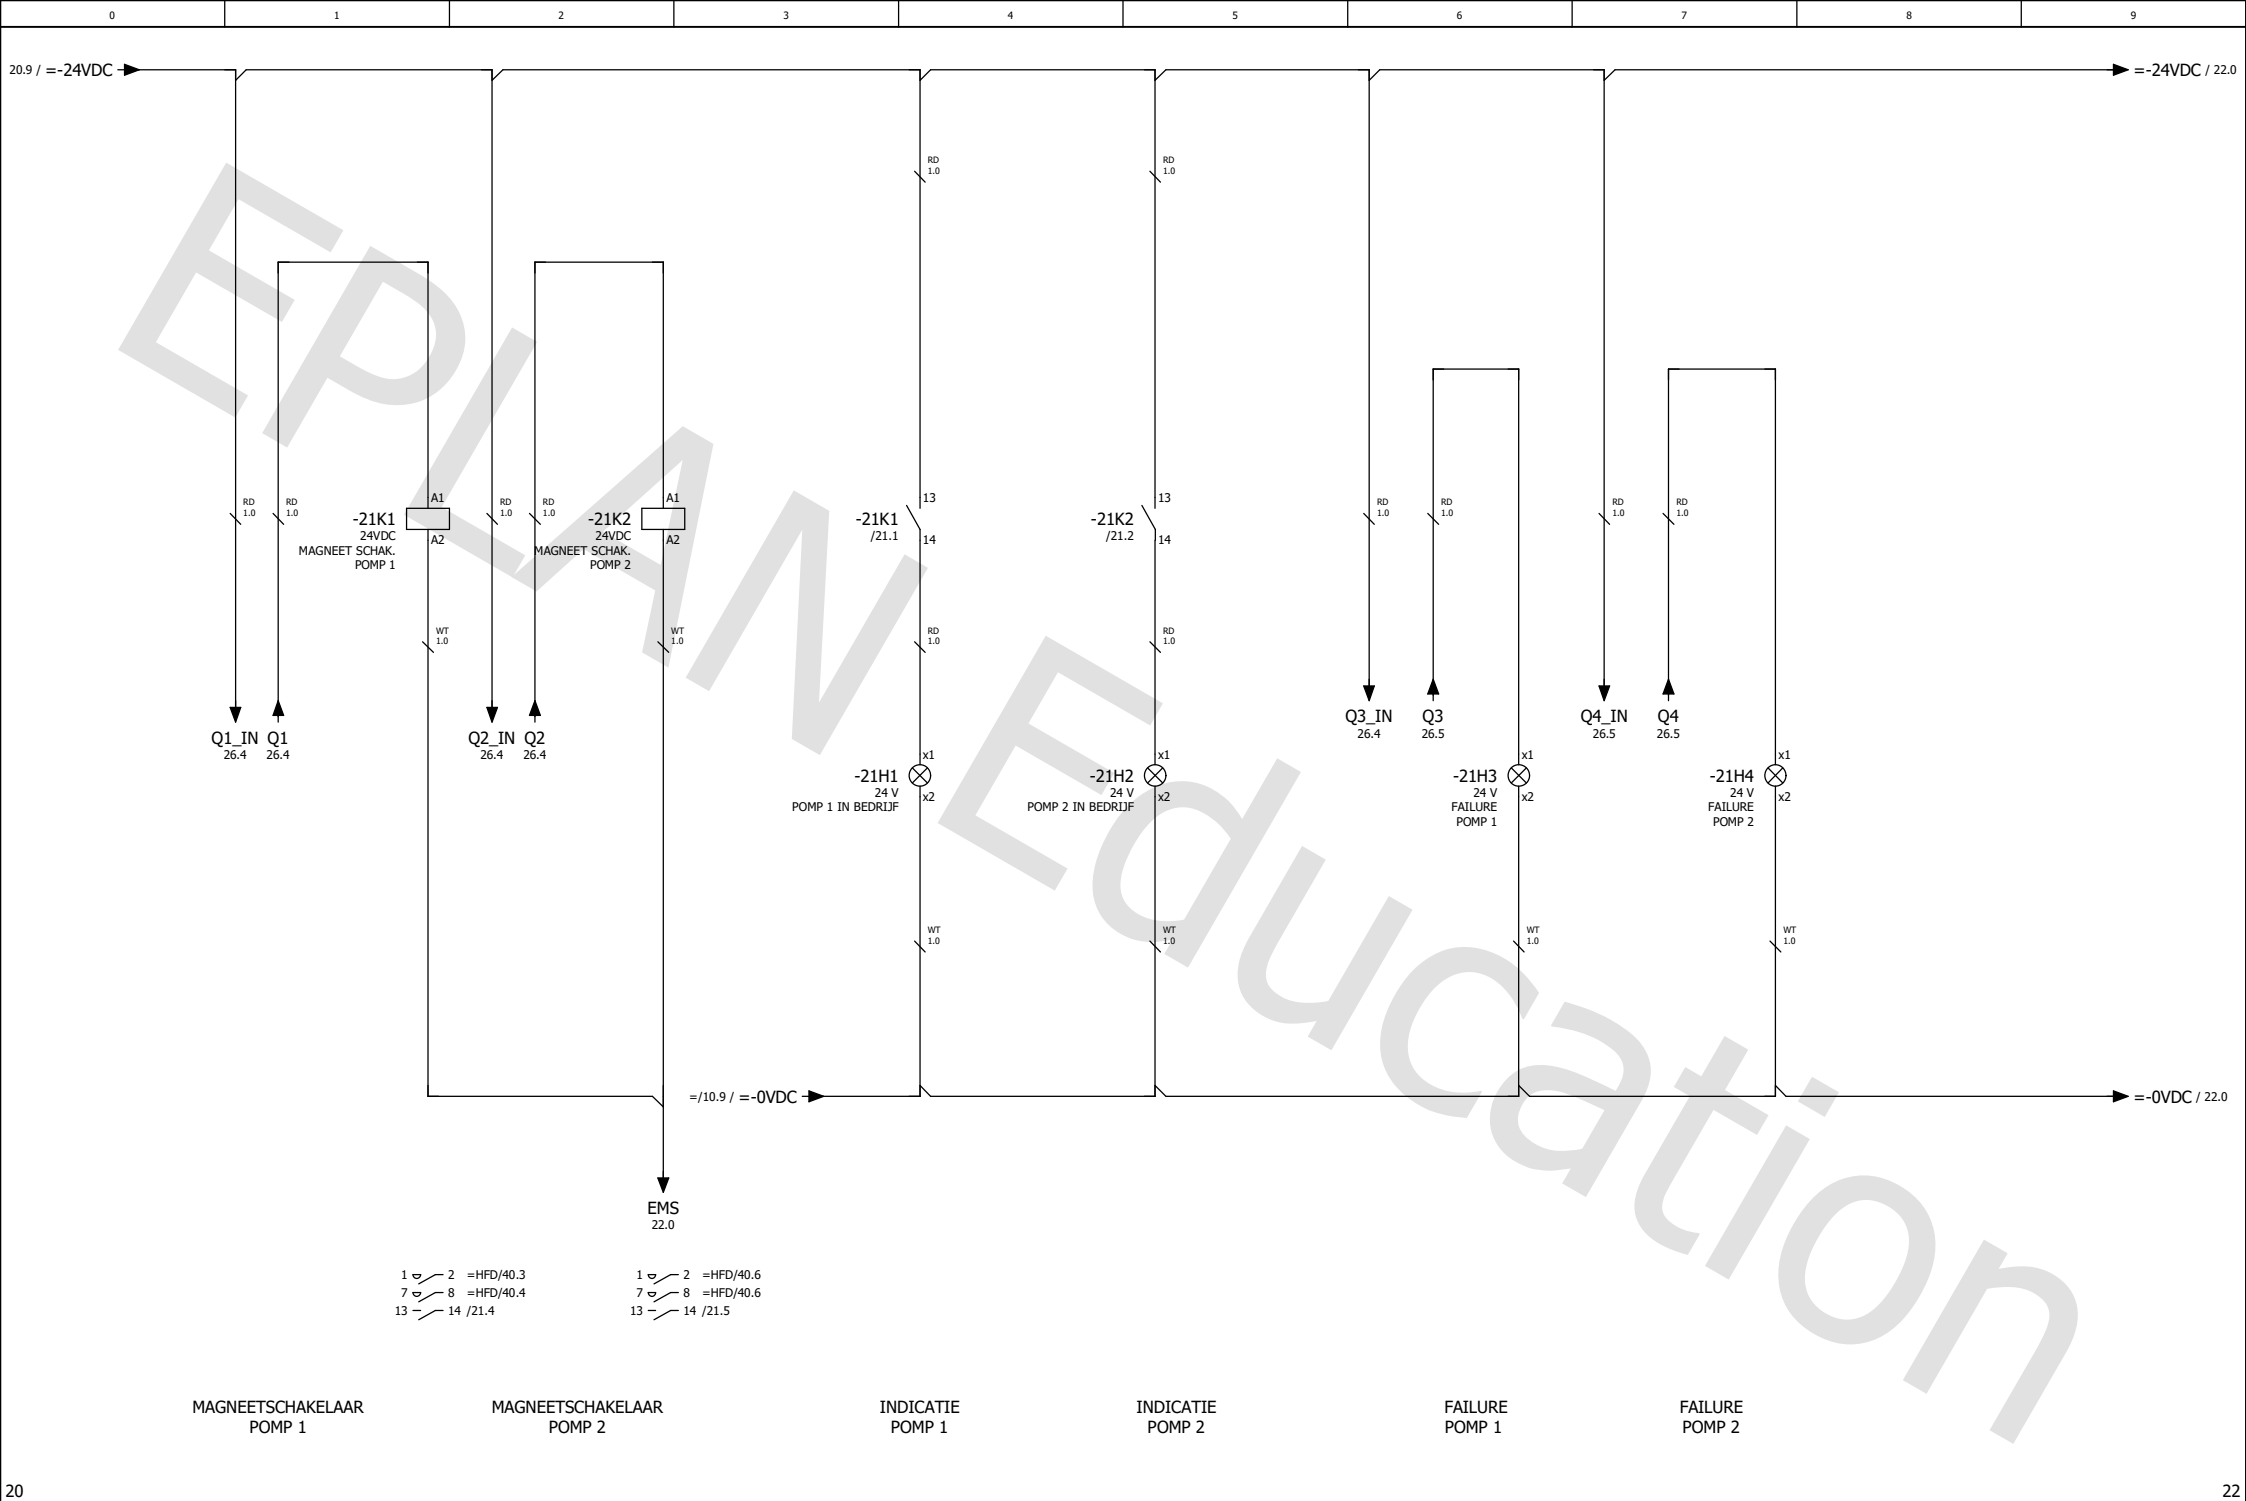 0 1 2 3 4 5 6 7 8 9
20.9 / =-24VDC
=-24VDC / 22.0
RD
1.0
RD
1.0
RD
1.0
RD
1.0
-21K1
24VDC
MAGNEET SCHAK.
POMP 1
A1
A2
RD
1.0
RD
1.0
-21K2
24VDC
MAGNEET SCHAK.
POMP 2
A1
A2
-21K1
/21.1
13
14
-21K2
/21.2
13
14
RD
1.0
RD
1.0
RD
1.0
RD
1.0
WT
1.0
WT
1.0
RD
1.0
RD
1.0
Q1_IN
26.4
Q1
26.4
Q2_IN
26.4
Q2
26.4
Q3_IN
26.4
Q3
26.5
Q4_IN
26.5
Q4
26.5
-21H1
24 V
POMP 1 IN BEDRIJF
x1
x2
-21H2
24 V
POMP 2 IN BEDRIJF
x1
x2
-21H3
24 V
FAILURE
POMP 1
x1
x2
-21H4
24 V
FAILURE
POMP 2
x1
x2
WT
1.0
WT
1.0
WT
1.0
WT
1.0
=/10.9 / =-0VDC
=-0VDC / 22.0
EMS
22.0
1 2 =HFD/40.3
7 8 =HFD/40.4
13 14 /21.4
1 2 =HFD/40.6
7 8 =HFD/40.6
13 14 /21.5
MAGNEETSCHAKELAAR
POMP 1
MAGNEETSCHAKELAAR
POMP 2
INDICATIE
POMP 1
INDICATIE
POMP 2
FAILURE
POMP 1
FAILURE
POMP 2
20
22
EPLAN Education